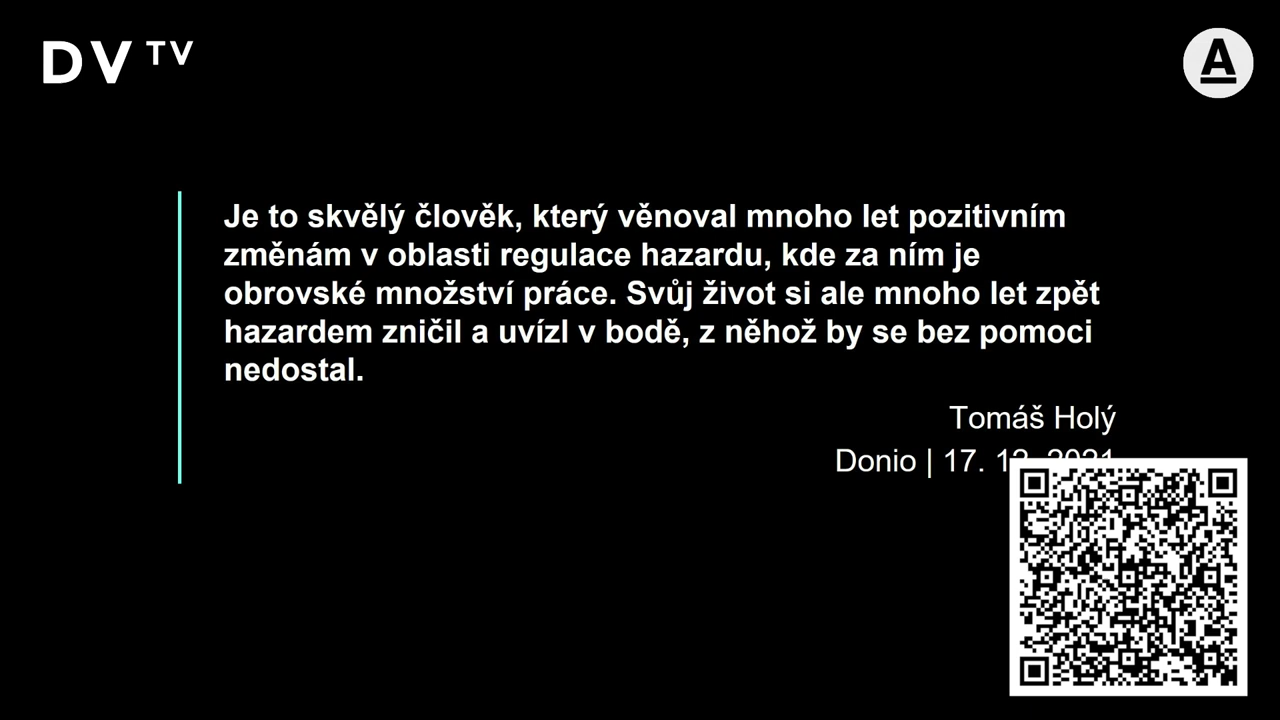 DV TV
A
Je to skvělý člověk, který věnoval mnoho let pozitivním
změnám v oblasti regulace hazardu, kde za ním je
obrovské množství práce. Svůj život si ale mnoho let zpět
hazardem zničil a uvízl v bodě, z něhož by se bez pomoci
nedostal.
Tomáš Holý
Donio | 17. 12. 2021